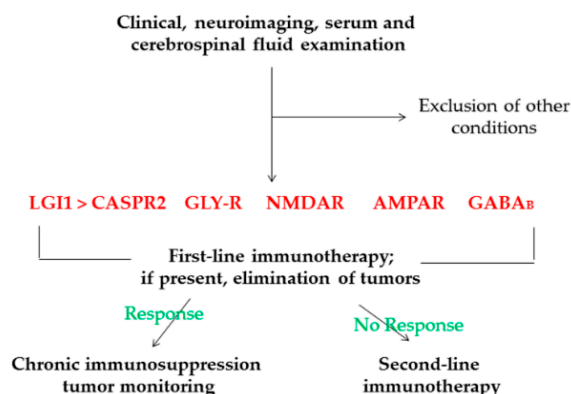 Clinical, neuroimaging, serum and
cerebrospinal fluid examination
Exclusion of other
conditions
LGI1 > CASPR2 GLY-R NMDAR AMPAR GABAB
First-line immunotherapy;
if present, elimination of tumors
Response
No Response
Chronic immunosuppression
tumor monitoring
Second-line
immunotherapy